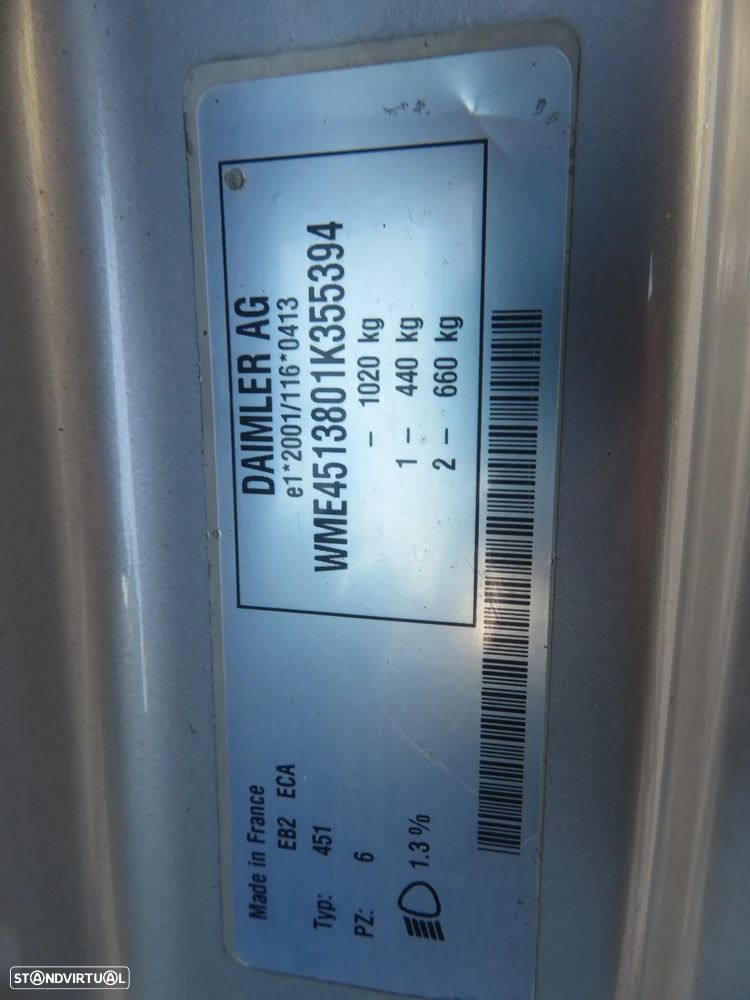 DAIMLER AG
e1*2001/116*0413
WME4513801K355394
– 1020 kg
1 – 440 kg
2 – 660 kg
Made in France
EB2 ECA
Typ: 451
PZ: 6
1.3 %
STANDVIRTUAL